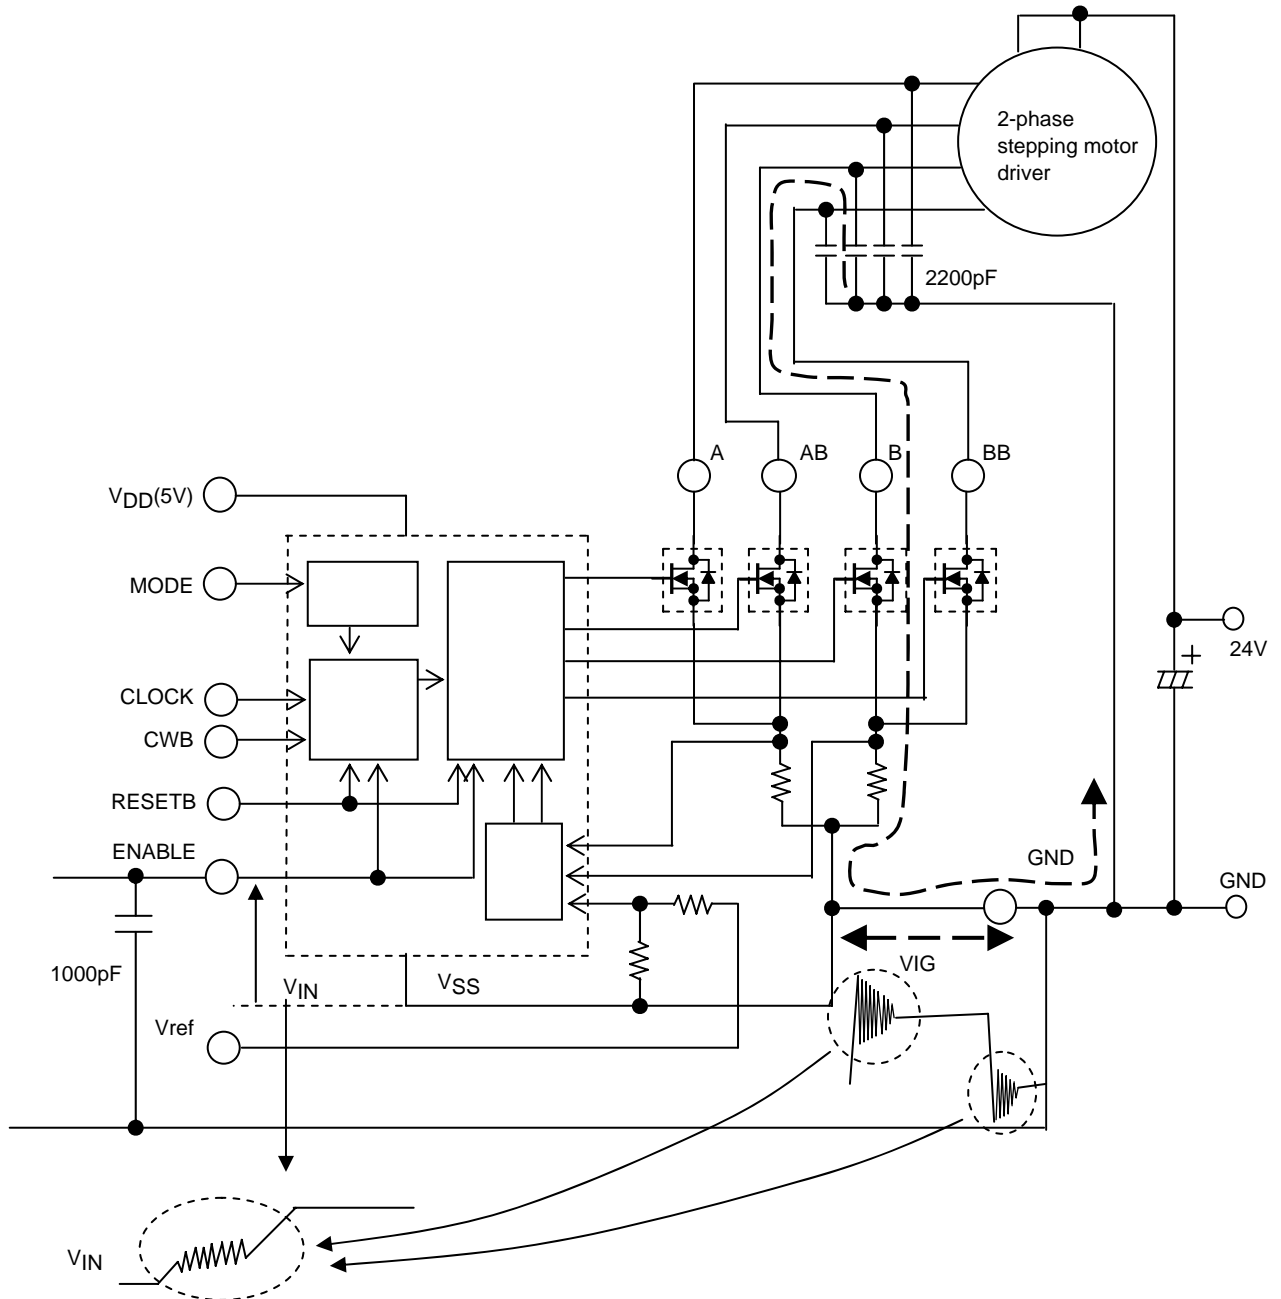 2-phase
stepping motor
driver
2200pF
A
AB
B
BB
VDD(5V)
MODE
24V
+
CLOCK
CWB
RESETB
ENABLE
GND
GND
1000pF
VIN
VSS
VIG
Vref
VIN